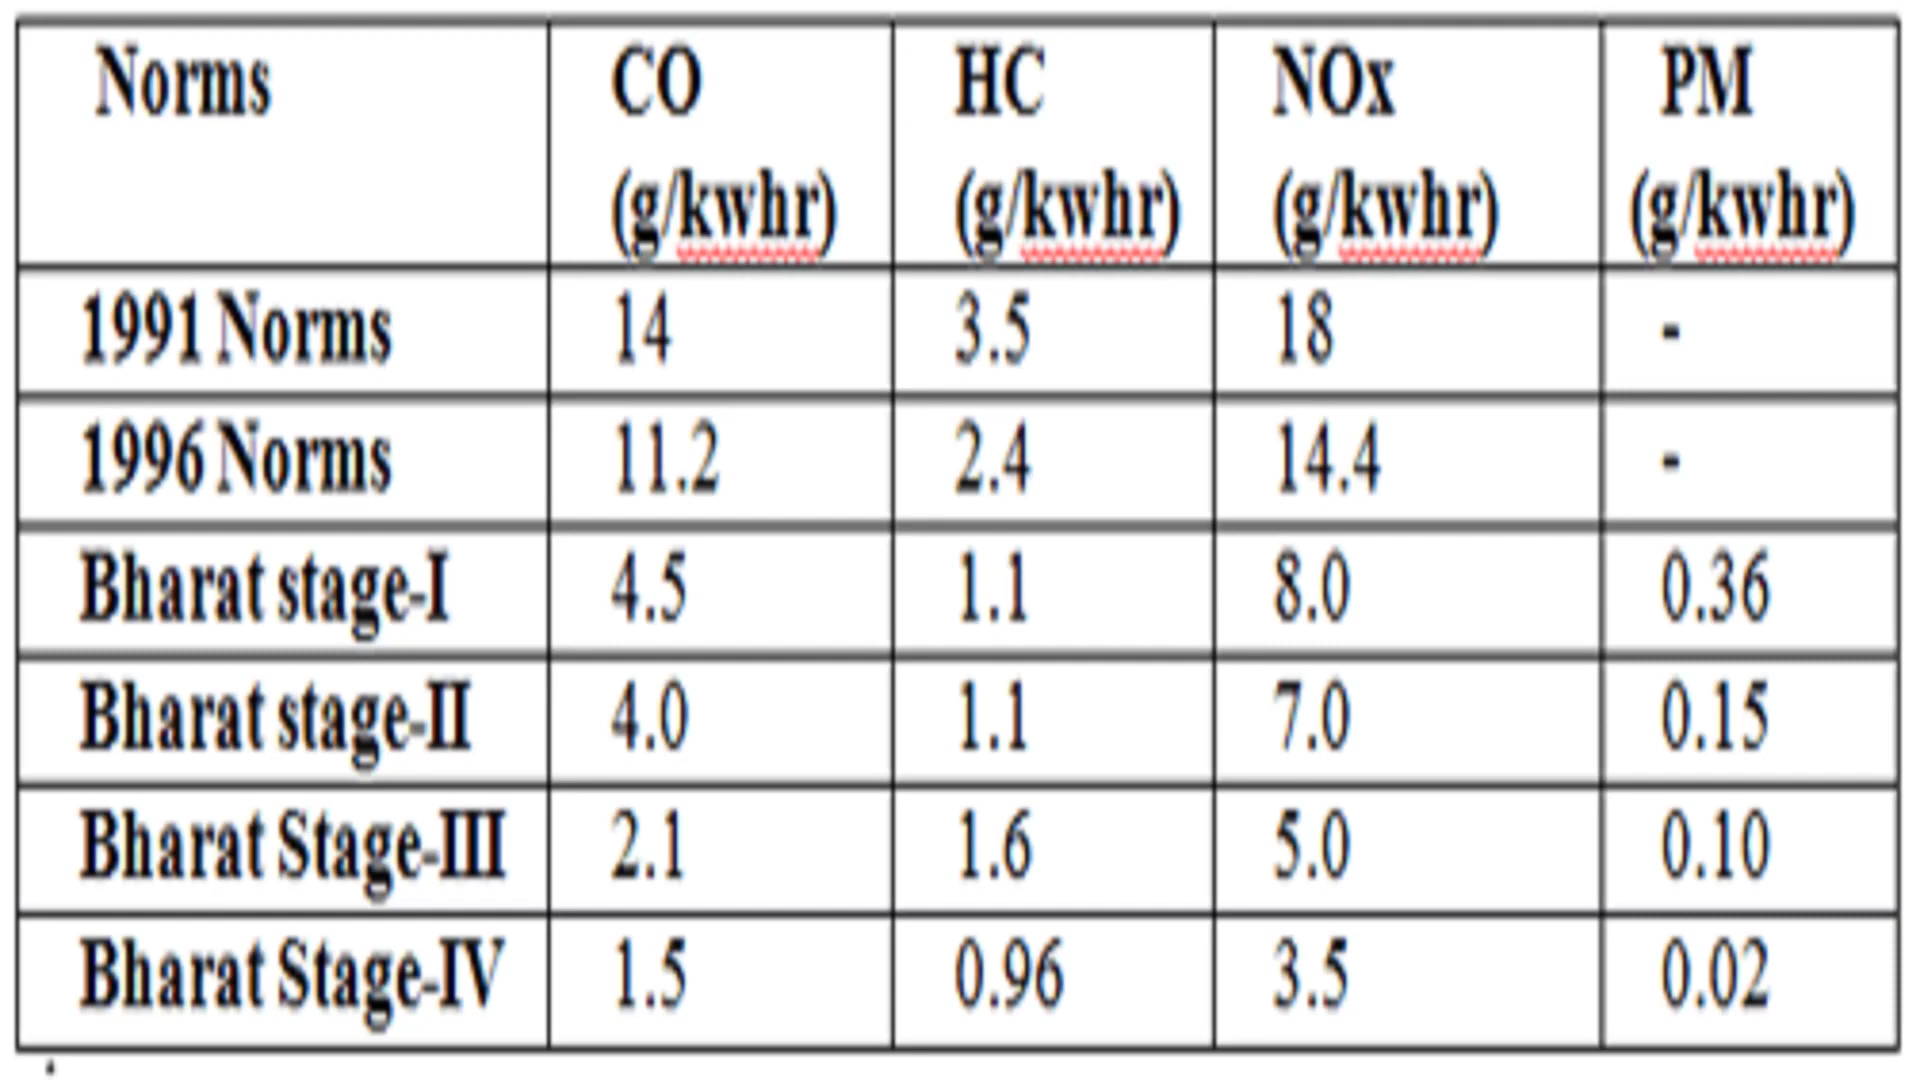 Norms CO HC NOx PM
(g/kwhr) (g/kwhr) (g/kwhr) (g/kwhr)
1991 Norms 14 3.5 18 -
1996 Norms 11.2 2.4 14.4 -
Bharat stage-I 4.5 1.1 8.0 0.36
Bharat stage-II 4.0 1.1 7.0 0.15
Bharat Stage-III 2.1 1.6 5.0 0.10
Bharat Stage-IV 1.5 0.96 3.5 0.02
.